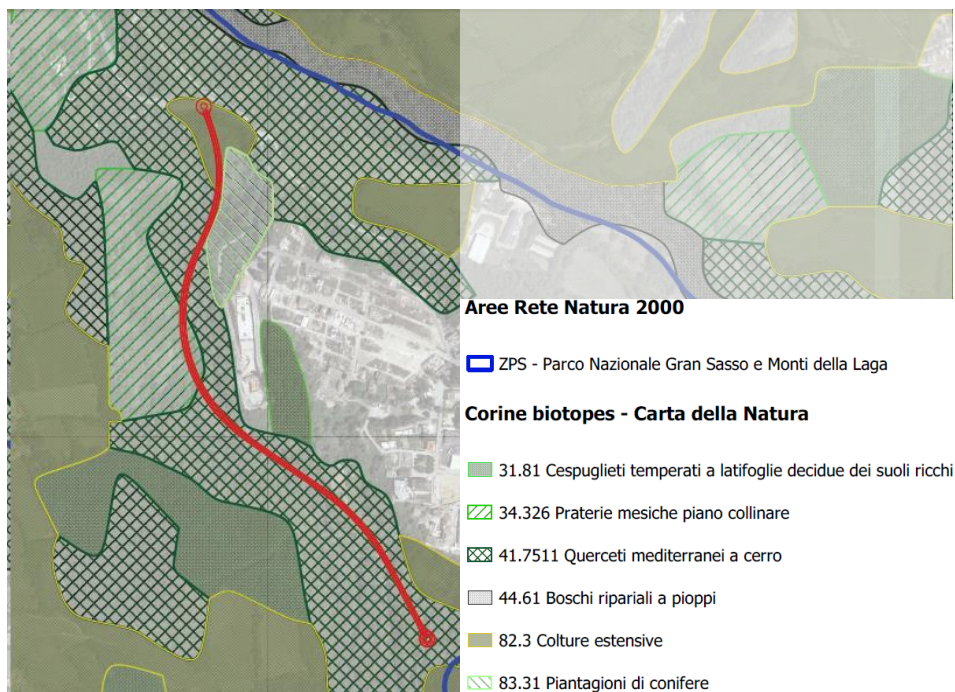 Aree Rete Natura 2000
ZPS - Parco Nazionale Gran Sasso e Monti della Laga
Corine biotopes - Carta della Natura
31.81 Cespuglieti temperati a latifoglie decidue dei suoli ricchi
34.326 Praterie mesiche piano collinare
41.7511 Querceti mediterranei a cerro
44.61 Boschi ripariali a pioppi
82.3 Colture estensive
83.31 Piantagioni di conifere